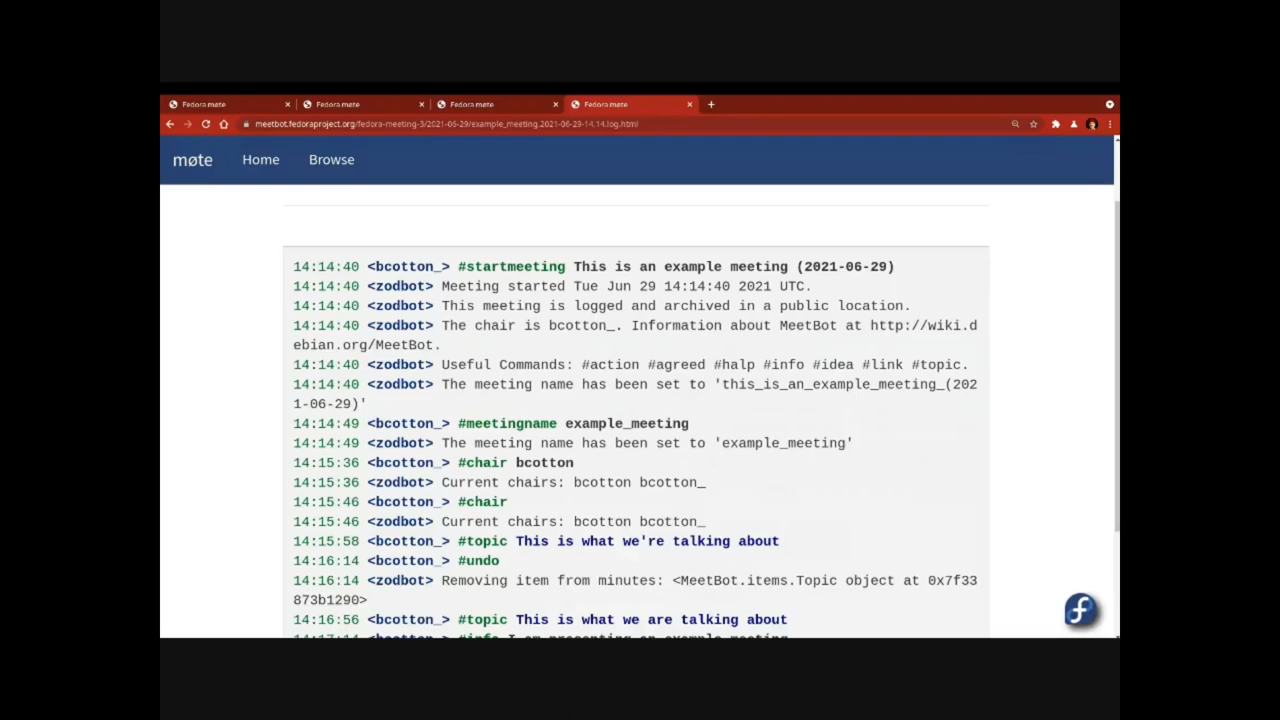 Fedora møte
Fedora møte
Fedora møte
Fedora møte
meetbot.fedoraproject.org/fedora-meeting-3/2021-06-29/example_meeting.2021-06-29-14.14.log.html
møte Home Browse
14:14:40 <bcotton_> #startmeeting This is an example meeting (2021-06-29)
14:14:40 <zodbot> Meeting started Tue Jun 29 14:14:40 2021 UTC.
14:14:40 <zodbot> This meeting is logged and archived in a public location.
14:14:40 <zodbot> The chair is bcotton_. Information about MeetBot at http://wiki.d
ebian.org/MeetBot.
14:14:40 <zodbot> Useful Commands: #action #agreed #halp #info #idea #link #topic.
14:14:40 <zodbot> The meeting name has been set to 'this_is_an_example_meeting_(202
1-06-29)'
14:14:49 <bcotton_> #meetingname example_meeting
14:14:49 <zodbot> The meeting name has been set to 'example_meeting'
14:15:36 <bcotton_> #chair bcotton
14:15:36 <zodbot> Current chairs: bcotton bcotton_
14:15:46 <bcotton_> #chair
14:15:46 <zodbot> Current chairs: bcotton bcotton_
14:15:58 <bcotton_> #topic This is what we're talking about
14:16:14 <bcotton_> #undo
14:16:14 <zodbot> Removing item from minutes: <MeetBot.items.Topic object at 0x7f33
873b1290>
14:16:56 <bcotton_> #topic This is what we are talking about
14:17:14 <bcotton_> #info I am presenting an example meeting